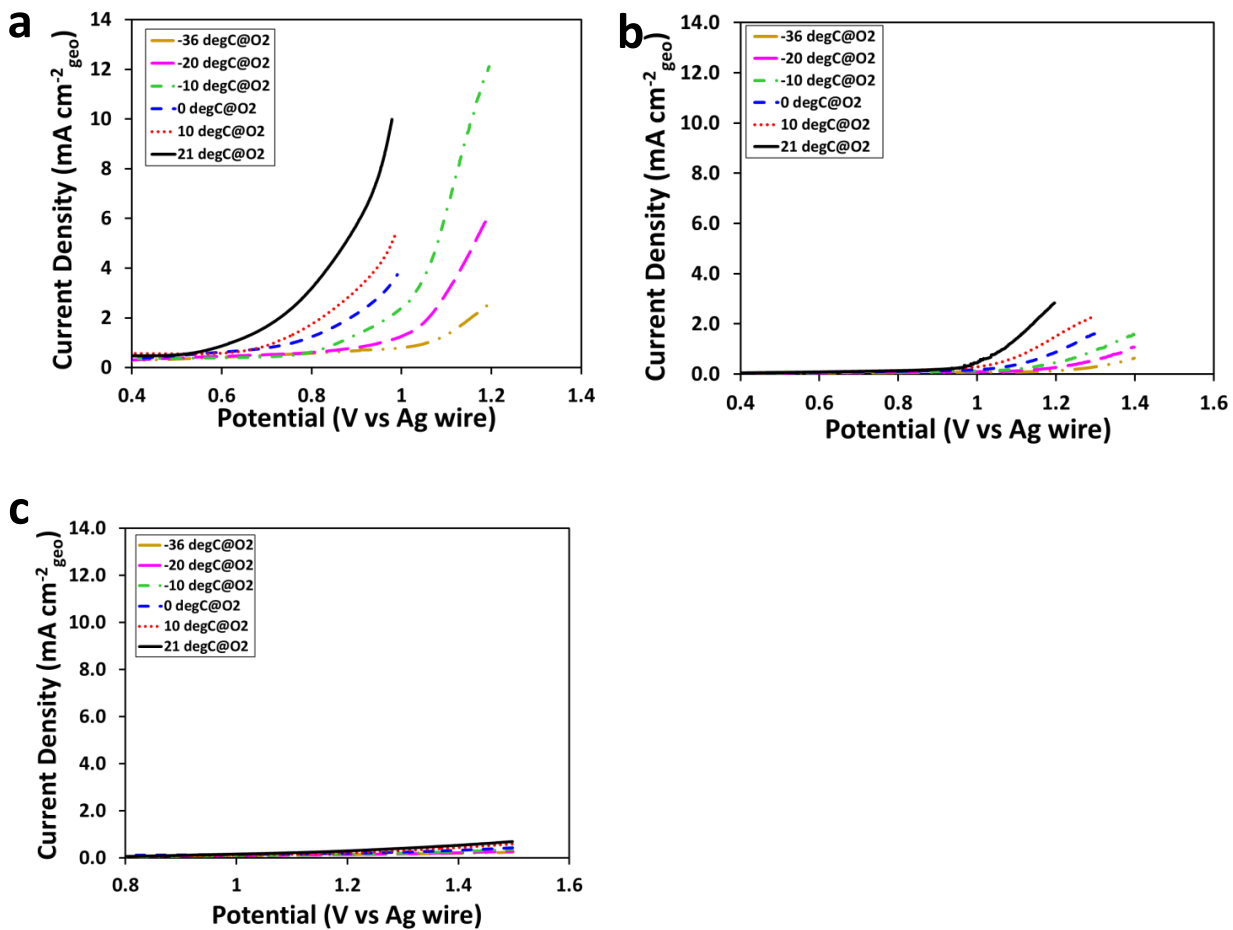 a
14
12
10
8
6
4
2
0
0.4 0.6 0.8 1 1.2 1.4
Current Density (mA cm-2geo)
Potential (V vs Ag wire)
-36 degC@O2
-20 degC@O2
-10 degC@O2
0 degC@O2
10 degC@O2
21 degC@O2
b
14.0
12.0
10.0
8.0
6.0
4.0
2.0
0.0
0.4 0.6 0.8 1 1.2 1.4 1.6
Current Density (mA cm-2geo)
Potential (V vs Ag wire)
-36 degC@O2
-20 degC@O2
-10 degC@O2
0 degC@O2
10 degC@O2
21 degC@O2
c
14.0
12.0
10.0
8.0
6.0
4.0
2.0
0.0
0.8 1 1.2 1.4 1.6
Current Density (mA cm-2geo)
Potential (V vs Ag wire)
-36 degC@O2
-20 degC@O2
-10 degC@O2
0 degC@O2
10 degC@O2
21 degC@O2